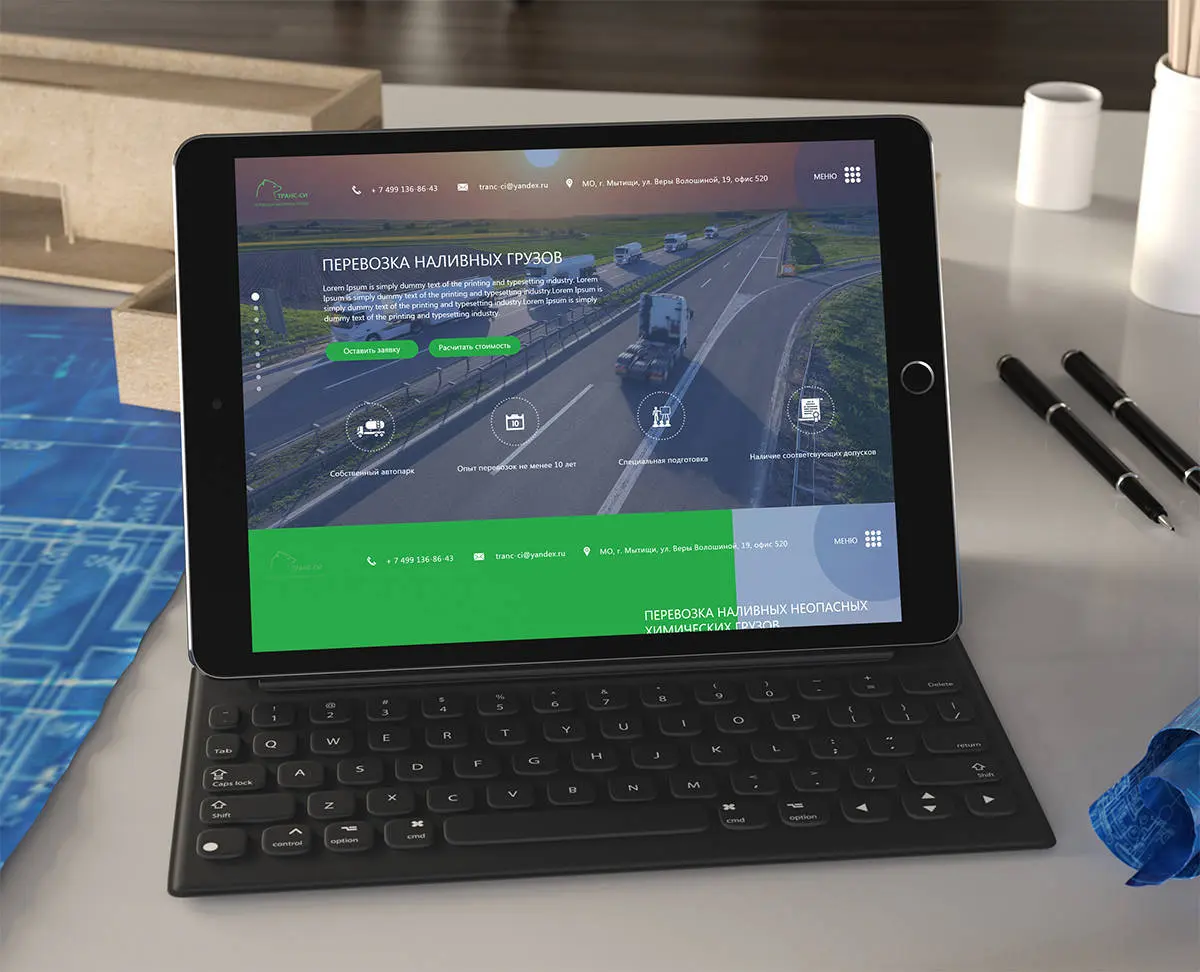 ТРАНС-СИ
+ 7 499 136-86-43
tranc-ci@yandex.ru
МО, г. Мытищи, ул. Веры Волошиной, 19, офис 520
МЕНЮ
ПЕРЕВОЗКА НАЛИВНЫХ ГРУЗОВ
Lorem Ipsum is simply dummy text of the printing and typesetting industry. Lorem
Ipsum is simply dummy text of the printing and typesetting industry.Lorem Ipsum is
simply dummy text of the printing and typesetting industry.Lorem Ipsum is simply
dummy text of the printing and typesetting industry.
Оставить заявку
Расчитать стоимость
10
Собственный автопарк
Опыт перевозок не менее 10 лет
Специальная подготовка
Наличие соответсвующих допусков
ТРАНС-СИ
+ 7 499 136-86-43
tranc-ci@yandex.ru
МО, г. Мытищи, ул. Веры Волошиной, 19, офис 520
МЕНЮ
ПЕРЕВОЗКА НАЛИВНЫХ НЕОПАСНЫХ
ХИМИЧЕСКИХ ГРУЗОВ
~ ! @ # $ % ^ & * ( ) _ +
1 2 3 4 5 6 7 8 9 0 - = Delete
Tab Q W E R T Y U I O P { [ } ] | /
Caps lock A S D F G H J K L : ; " return
Shift Z X C V B N M < , > . ? / Shift
control option cmd cmd option